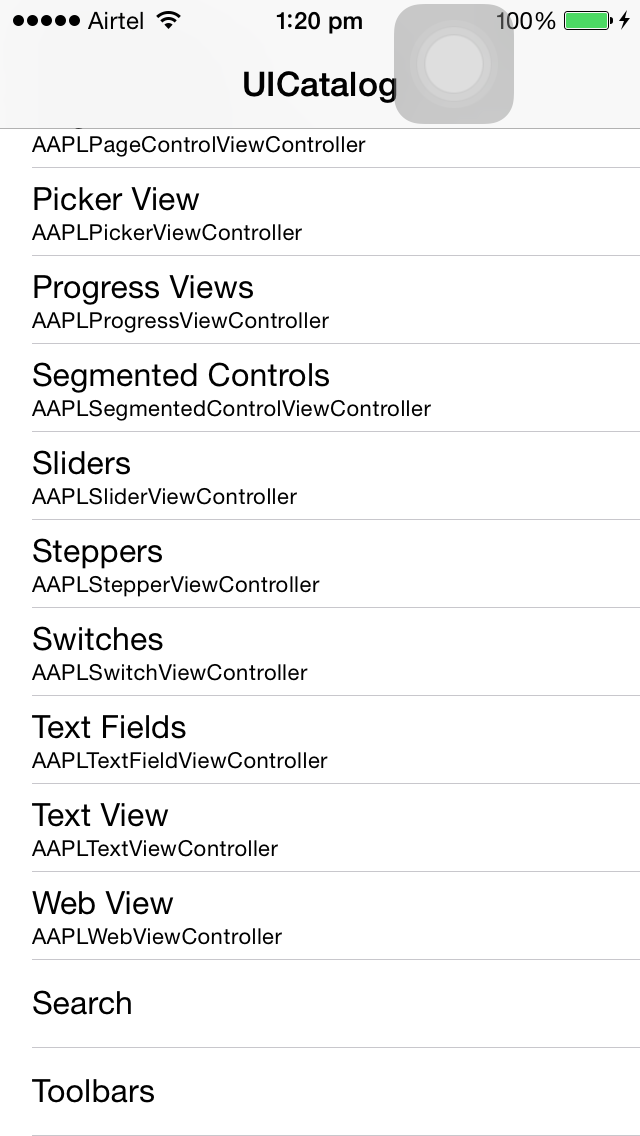 Airtel 1:20 pm 100%
UICatalog
AAPLPageControlViewController
Picker View
AAPLPickerViewController
Progress Views
AAPLProgressViewController
Segmented Controls
AAPLSegmentedControlViewController
Sliders
AAPLSliderViewController
Steppers
AAPLStepperViewController
Switches
AAPLSwitchViewController
Text Fields
AAPLTextFieldViewController
Text View
AAPLTextViewController
Web View
AAPLWebViewController
Search
Toolbars